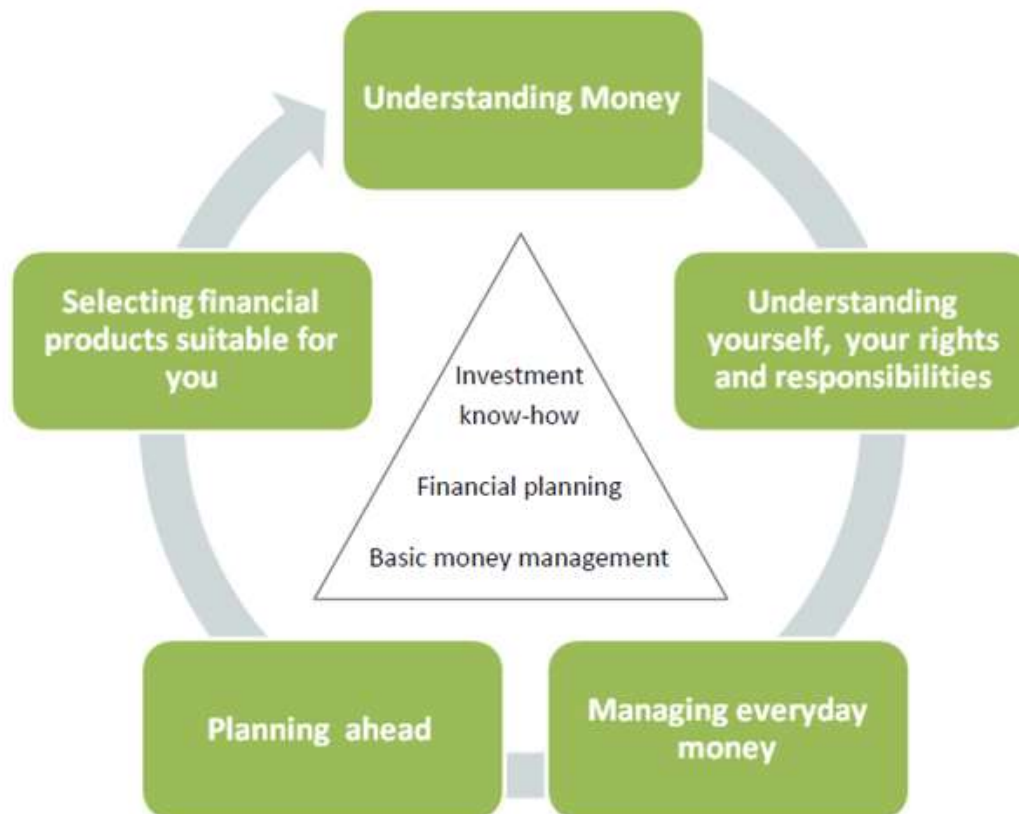 Understanding Money
Understanding
yourself, your rights
and responsibilities
Managing everyday
money
Planning ahead
Selecting financial
products suitable for
you
Investment
know-how
Financial planning
Basic money management